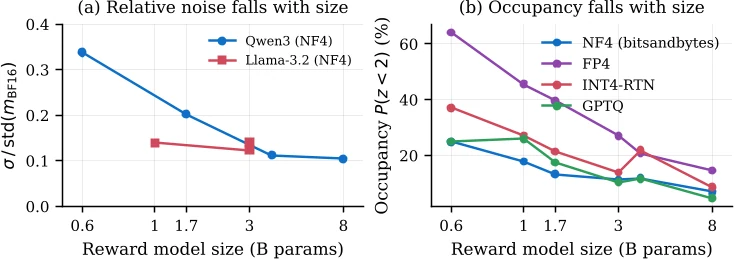 (a) Relative noise falls with size
0.4
0.3
0.2
0.1
0.0
σ/std(mBF16)
Qwen3 (NF4)
Llama-3.2 (NF4)
0.6
1
1.7
3
8
Reward model size (B params)
(b) Occupancy falls with size
60
40
20
Occupancy P(z < 2) (%)
NF4 (bitsandbytes)
FP4
INT4-RTN
GPTQ
0.6
1
1.7
3
8
Reward model size (B params)